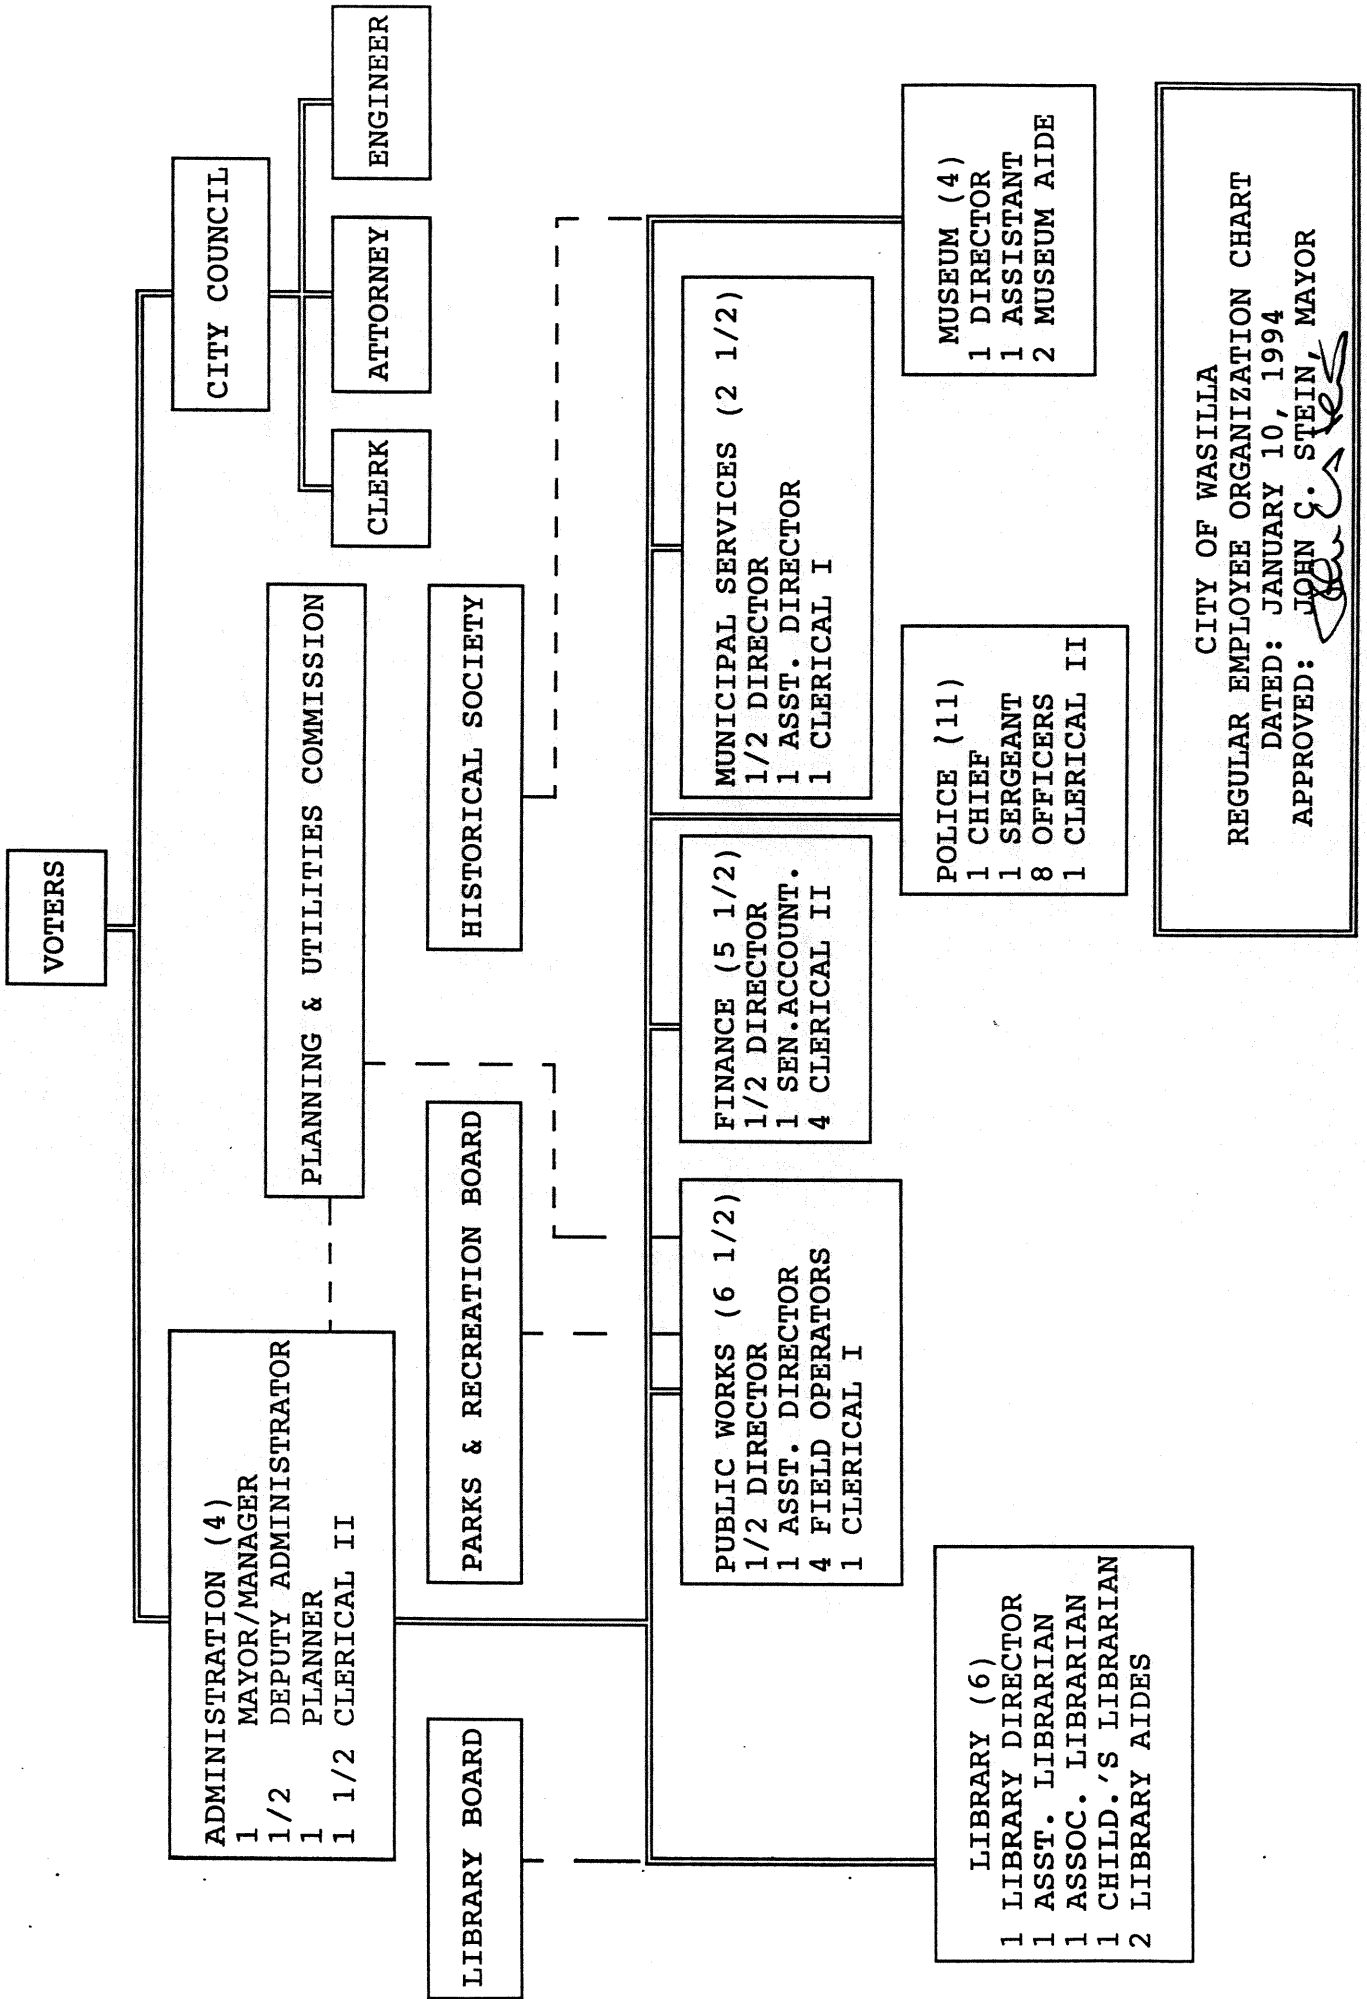 VOTERS
CITY COUNCIL
CLERK
ATTORNEY
ENGINEER
ADMINISTRATION (4)
1 MAYOR/MANAGER
1/2 DEPUTY ADMINISTRATOR
1 PLANNER
1 1/2 CLERICAL II
PLANNING & UTILITIES COMMISSION
LIBRARY BOARD
PARKS & RECREATION BOARD
HISTORICAL SOCIETY
PUBLIC WORKS (6 1/2)
1/2 DIRECTOR
1 ASST. DIRECTOR
4 FIELD OPERATORS
1 CLERICAL I
FINANCE (5 1/2)
1/2 DIRECTOR
1 SEN.ACCOUNT.
4 CLERICAL II
MUNICIPAL SERVICES (2 1/2)
1/2 DIRECTOR
1 ASST. DIRECTOR
1 CLERICAL I
LIBRARY (6)
1 LIBRARY DIRECTOR
1 ASST. LIBRARIAN
1 ASSOC. LIBRARIAN
1 CHILD.'S LIBRARIAN
2 LIBRARY AIDES
POLICE (11)
1 CHIEF
1 SERGEANT
8 OFFICERS
1 CLERICAL II
MUSEUM (4)
1 DIRECTOR
1 ASSISTANT
2 MUSEUM AIDE
CITY OF WASILLA
REGULAR EMPLOYEE ORGANIZATION CHART
DATED: JANUARY 10, 1994
APPROVED: JOHN C. STEIN, MAYOR